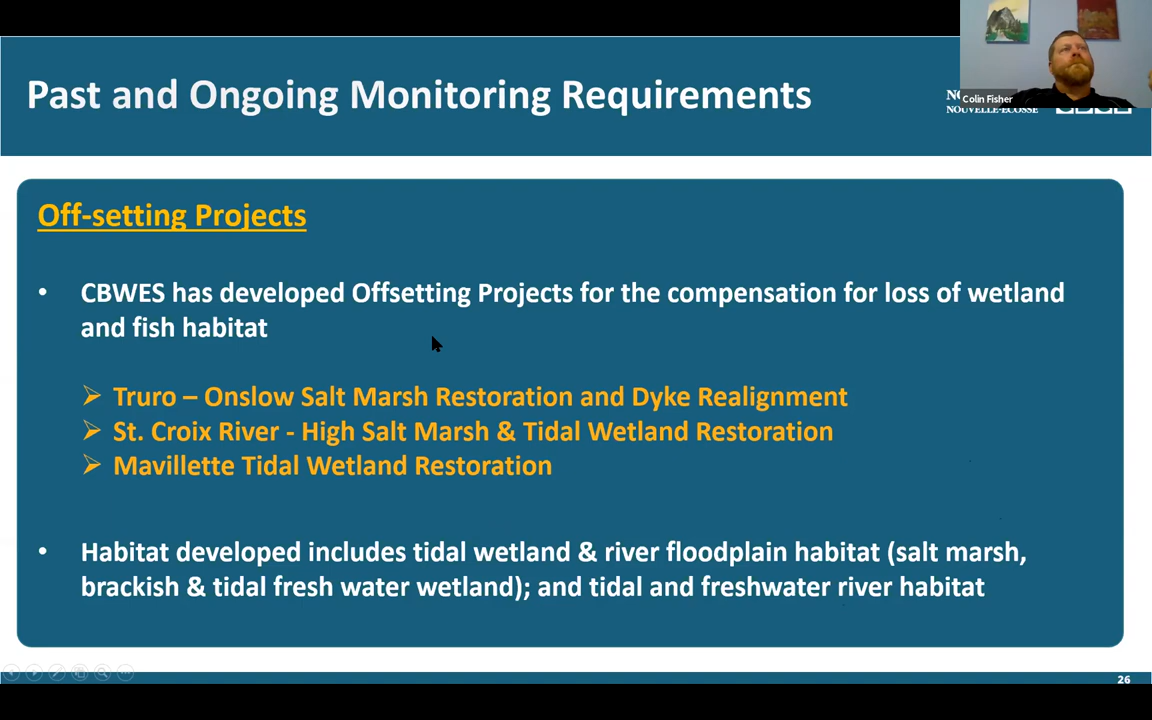 Past and Ongoing Monitoring Requirements
Colin Fisher
NOUVELLE-ÉCOSSE
Off-setting Projects
• CBWES has developed Offsetting Projects for the compensation for loss of wetland
and fish habitat
➢ Truro – Onslow Salt Marsh Restoration and Dyke Realignment
➢ St. Croix River - High Salt Marsh & Tidal Wetland Restoration
➢ Mavillette Tidal Wetland Restoration
• Habitat developed includes tidal wetland & river floodplain habitat (salt marsh,
brackish & tidal fresh water wetland); and tidal and freshwater river habitat
26